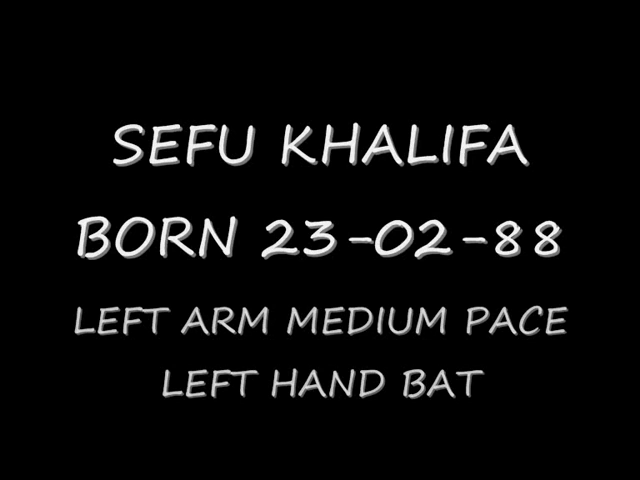 SEFU KHALIFA
BORN 23-02-88
LEFT ARM MEDIUM PACE
LEFT HAND BAT